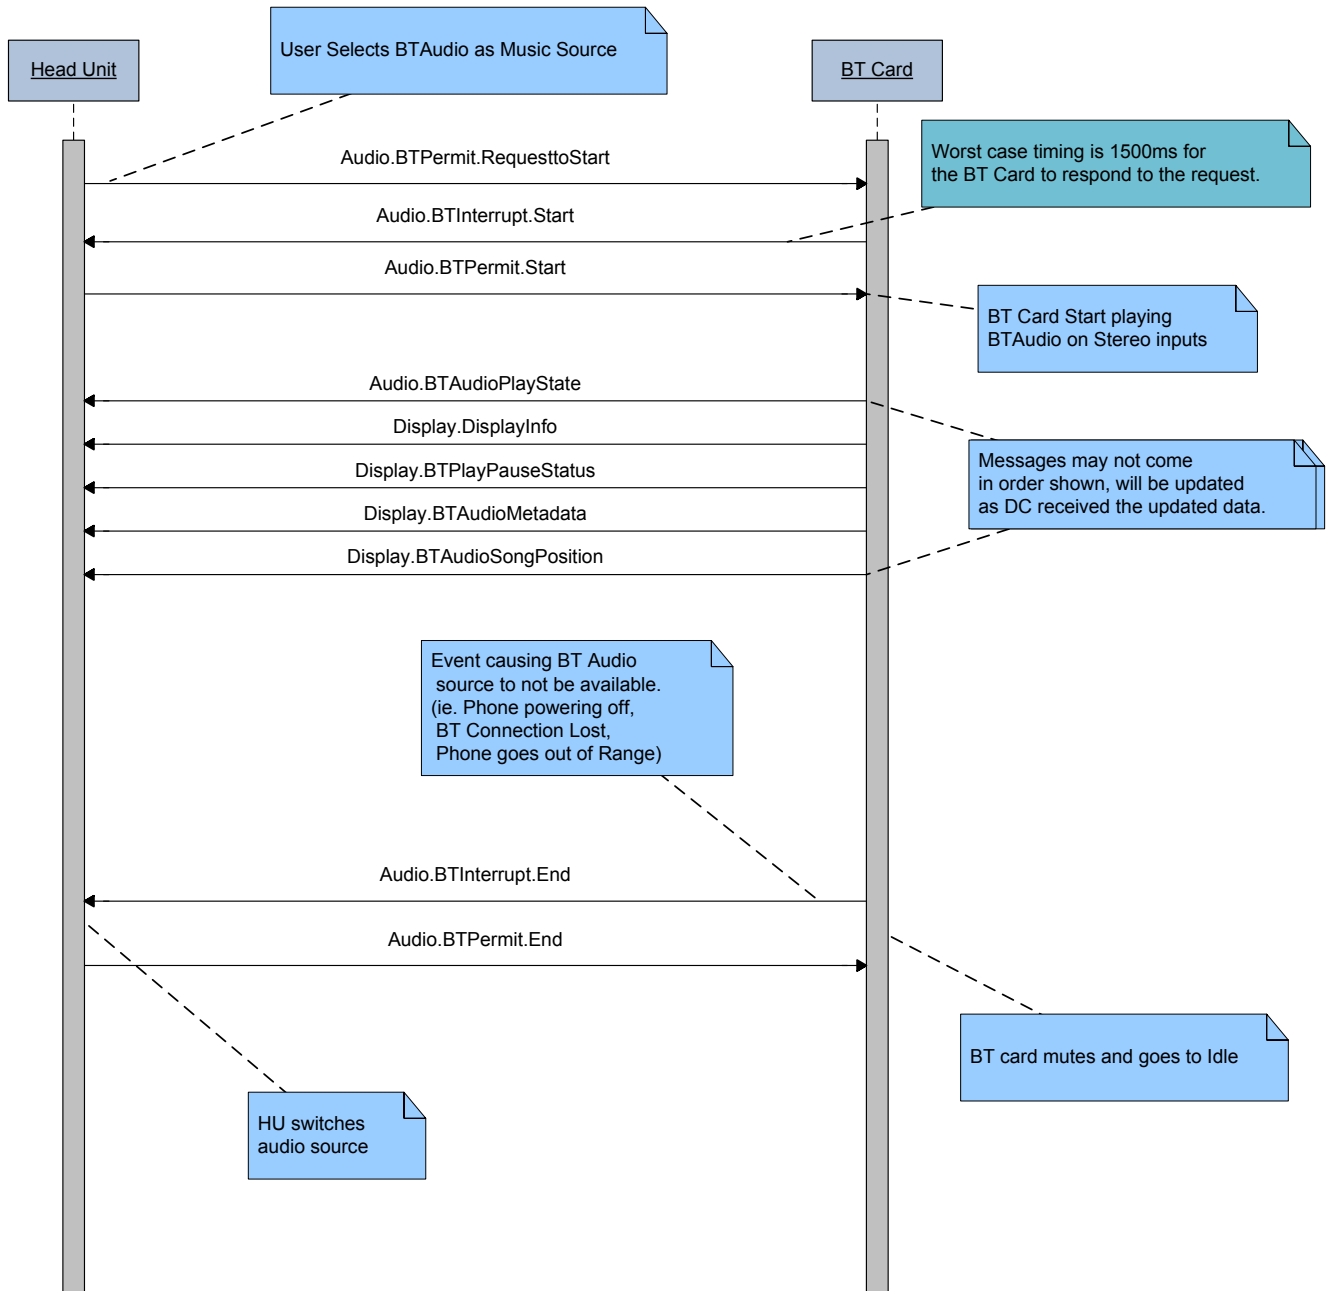 User Selects BTAudio as Music Source
Head Unit
BT Card
Worst case timing is 1500ms for
the BT Card to respond to the request.
Audio.BTPermit.RequesttoStart
Audio.BTInterrupt.Start
Audio.BTPermit.Start
BT Card Start playing
BTAudio on Stereo inputs
Audio.BTAudioPlayState
Display.DisplayInfo
Display.BTPlayPauseStatus
Display.BTAudioMetadata
Display.BTAudioSongPosition
Messages may not come
in order shown, will be updated
as DC received the updated data.
Event causing BT Audio
source to not be available.
(ie. Phone powering off,
BT Connection Lost,
Phone goes out of Range)
Audio.BTInterrupt.End
Audio.BTPermit.End
BT card mutes and goes to Idle
HU switches
audio source